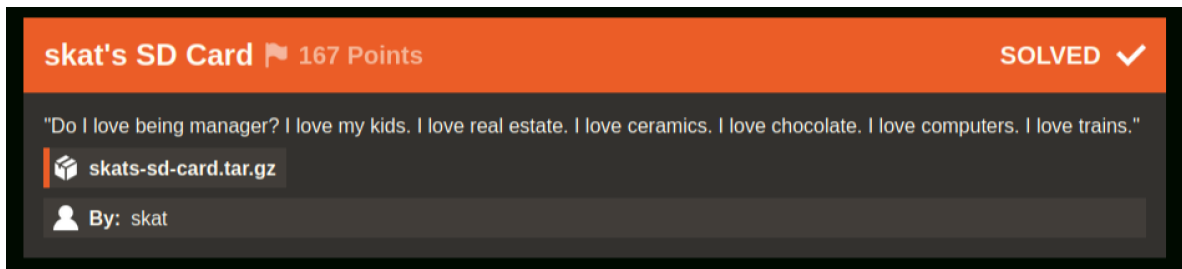 skat's SD Card 167 Points SOLVED
"Do I love being manager? I love my kids. I love real estate. I love ceramics. I love chocolate. I love computers. I love trains."
skats-sd-card.tar.gz
By: skat